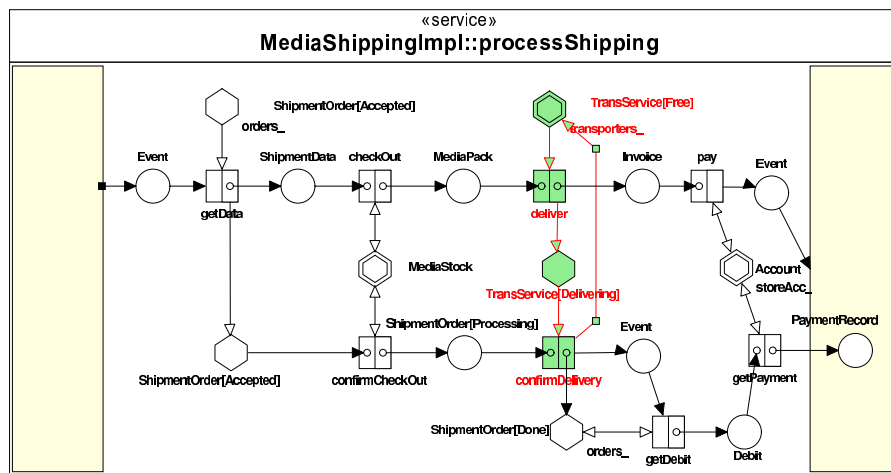 «service»
MediaShippingImpl::processShipping
ShipmentOrder[Accepted]
TransService[Free]
orders_
transporters_
Event
ShipmentData
checkOut
MediaPack
Invoice
pay
Event
getData
deliver
MediaStock
Account
storeAcc_
TransService[Delivering]
ShipmentOrder[Processing]
Event
PaymentRecord
ShipmentOrder[Accepted]
confirmCheckOut
confirmDelivery
getPayment
ShipmentOrder[Done]
orders_
getDebit
Debit